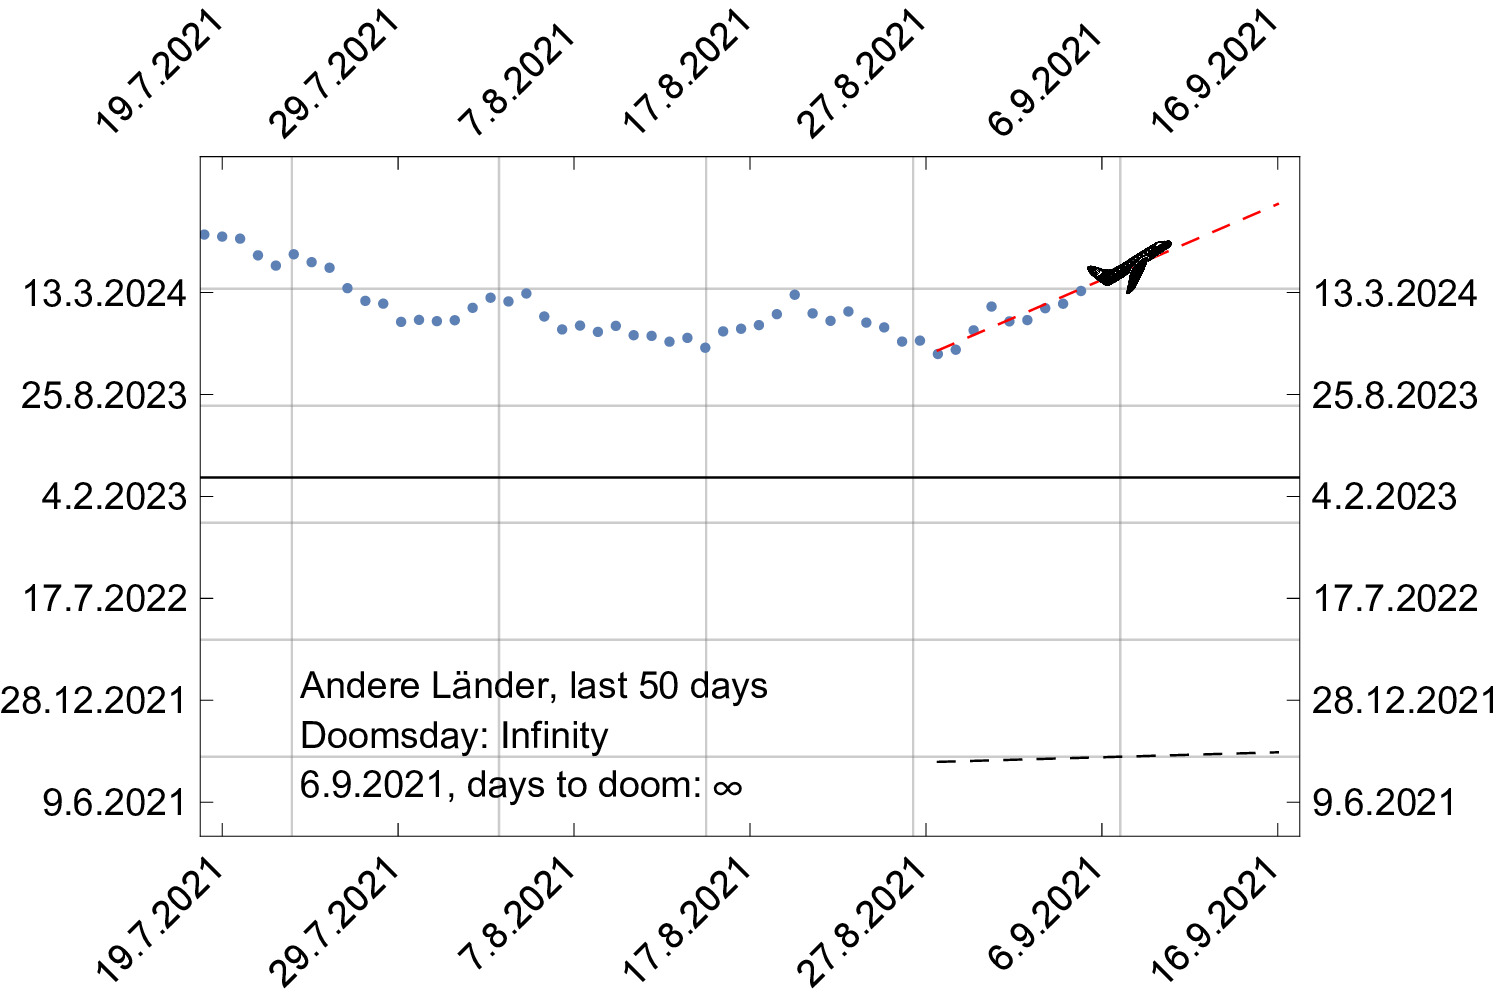 19.7.2021 29.7.2021 7.8.2021 17.8.2021 27.8.2021 6.9.2021 16.9.2021
13.3.2024 13.3.2024
25.8.2023 25.8.2023
4.2.2023 4.2.2023
17.7.2022 17.7.2022
28.12.2021 28.12.2021
9.6.2021 9.6.2021
Andere Länder, last 50 days
Doomsday: Infinity
6.9.2021, days to doom: ∞
19.7.2021 29.7.2021 7.8.2021 17.8.2021 27.8.2021 6.9.2021 16.9.2021